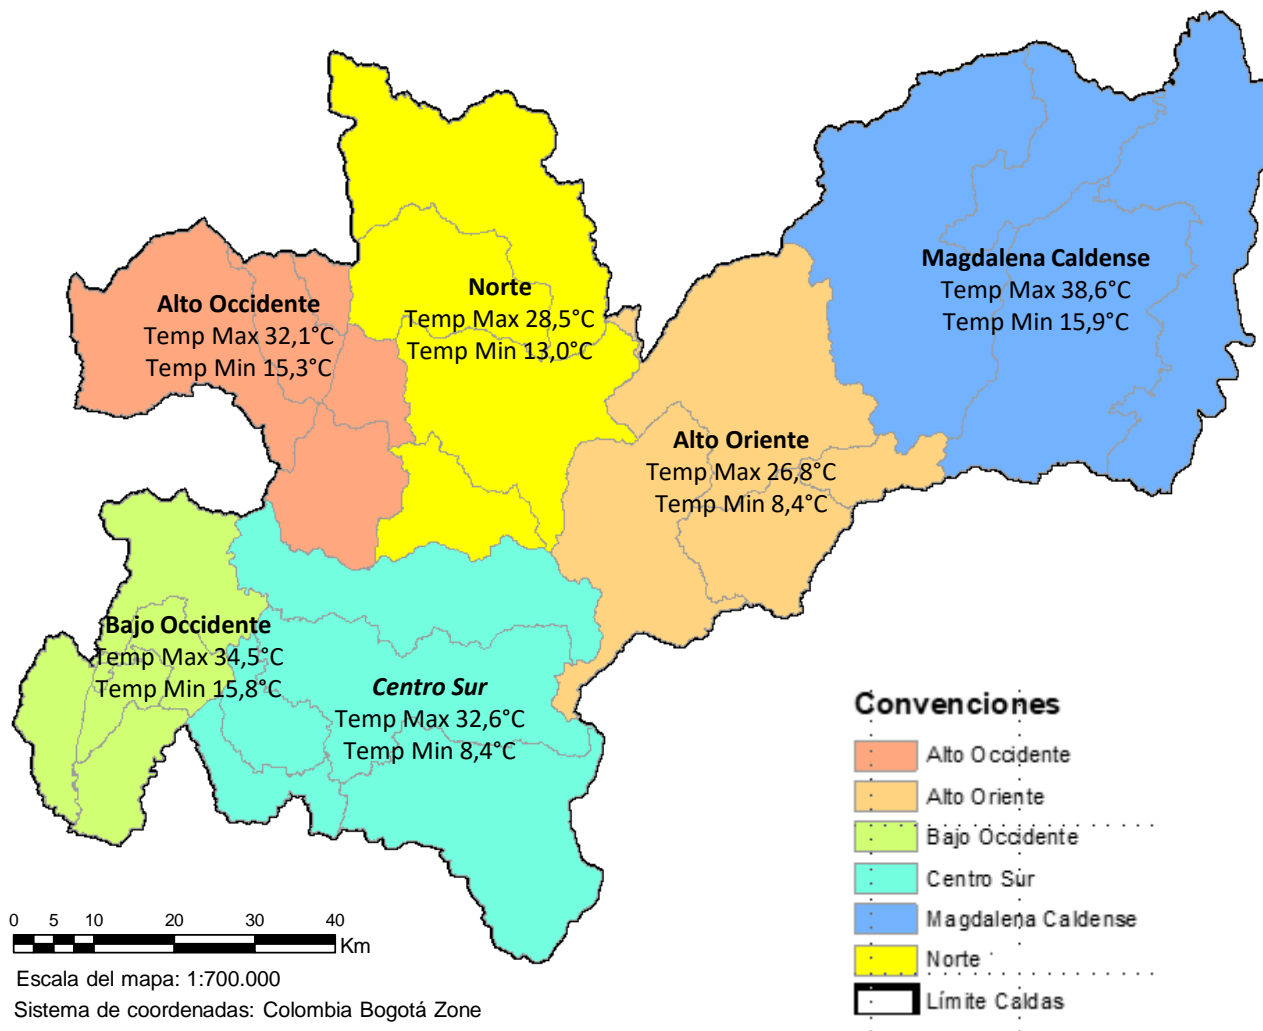 Magdalena Caldense
Temp Max 38,6°C
Temp Min 15,9°C
Norte
Temp Max 28,5°C
Temp Min 13,0°C
Alto Occidente
Temp Max 32,1°C
Temp Min 15,3°C
Alto Oriente
Temp Max 26,8°C
Temp Min 8,4°C
Bajo Occidente
Temp Max 34,5°C
Temp Min 15,8°C
Centro Sur
Temp Max 32,6°C
Temp Min 8,4°C
Convenciones
Alto Occidente
Alto Oriente
Bajo Occidente
Centro Sur
Magdalena Caldense
Norte
Límite Caldas
0 5 10 20 30 40
Km
Escala del mapa: 1:700.000
Sistema de coordenadas: Colombia Bogotá Zone